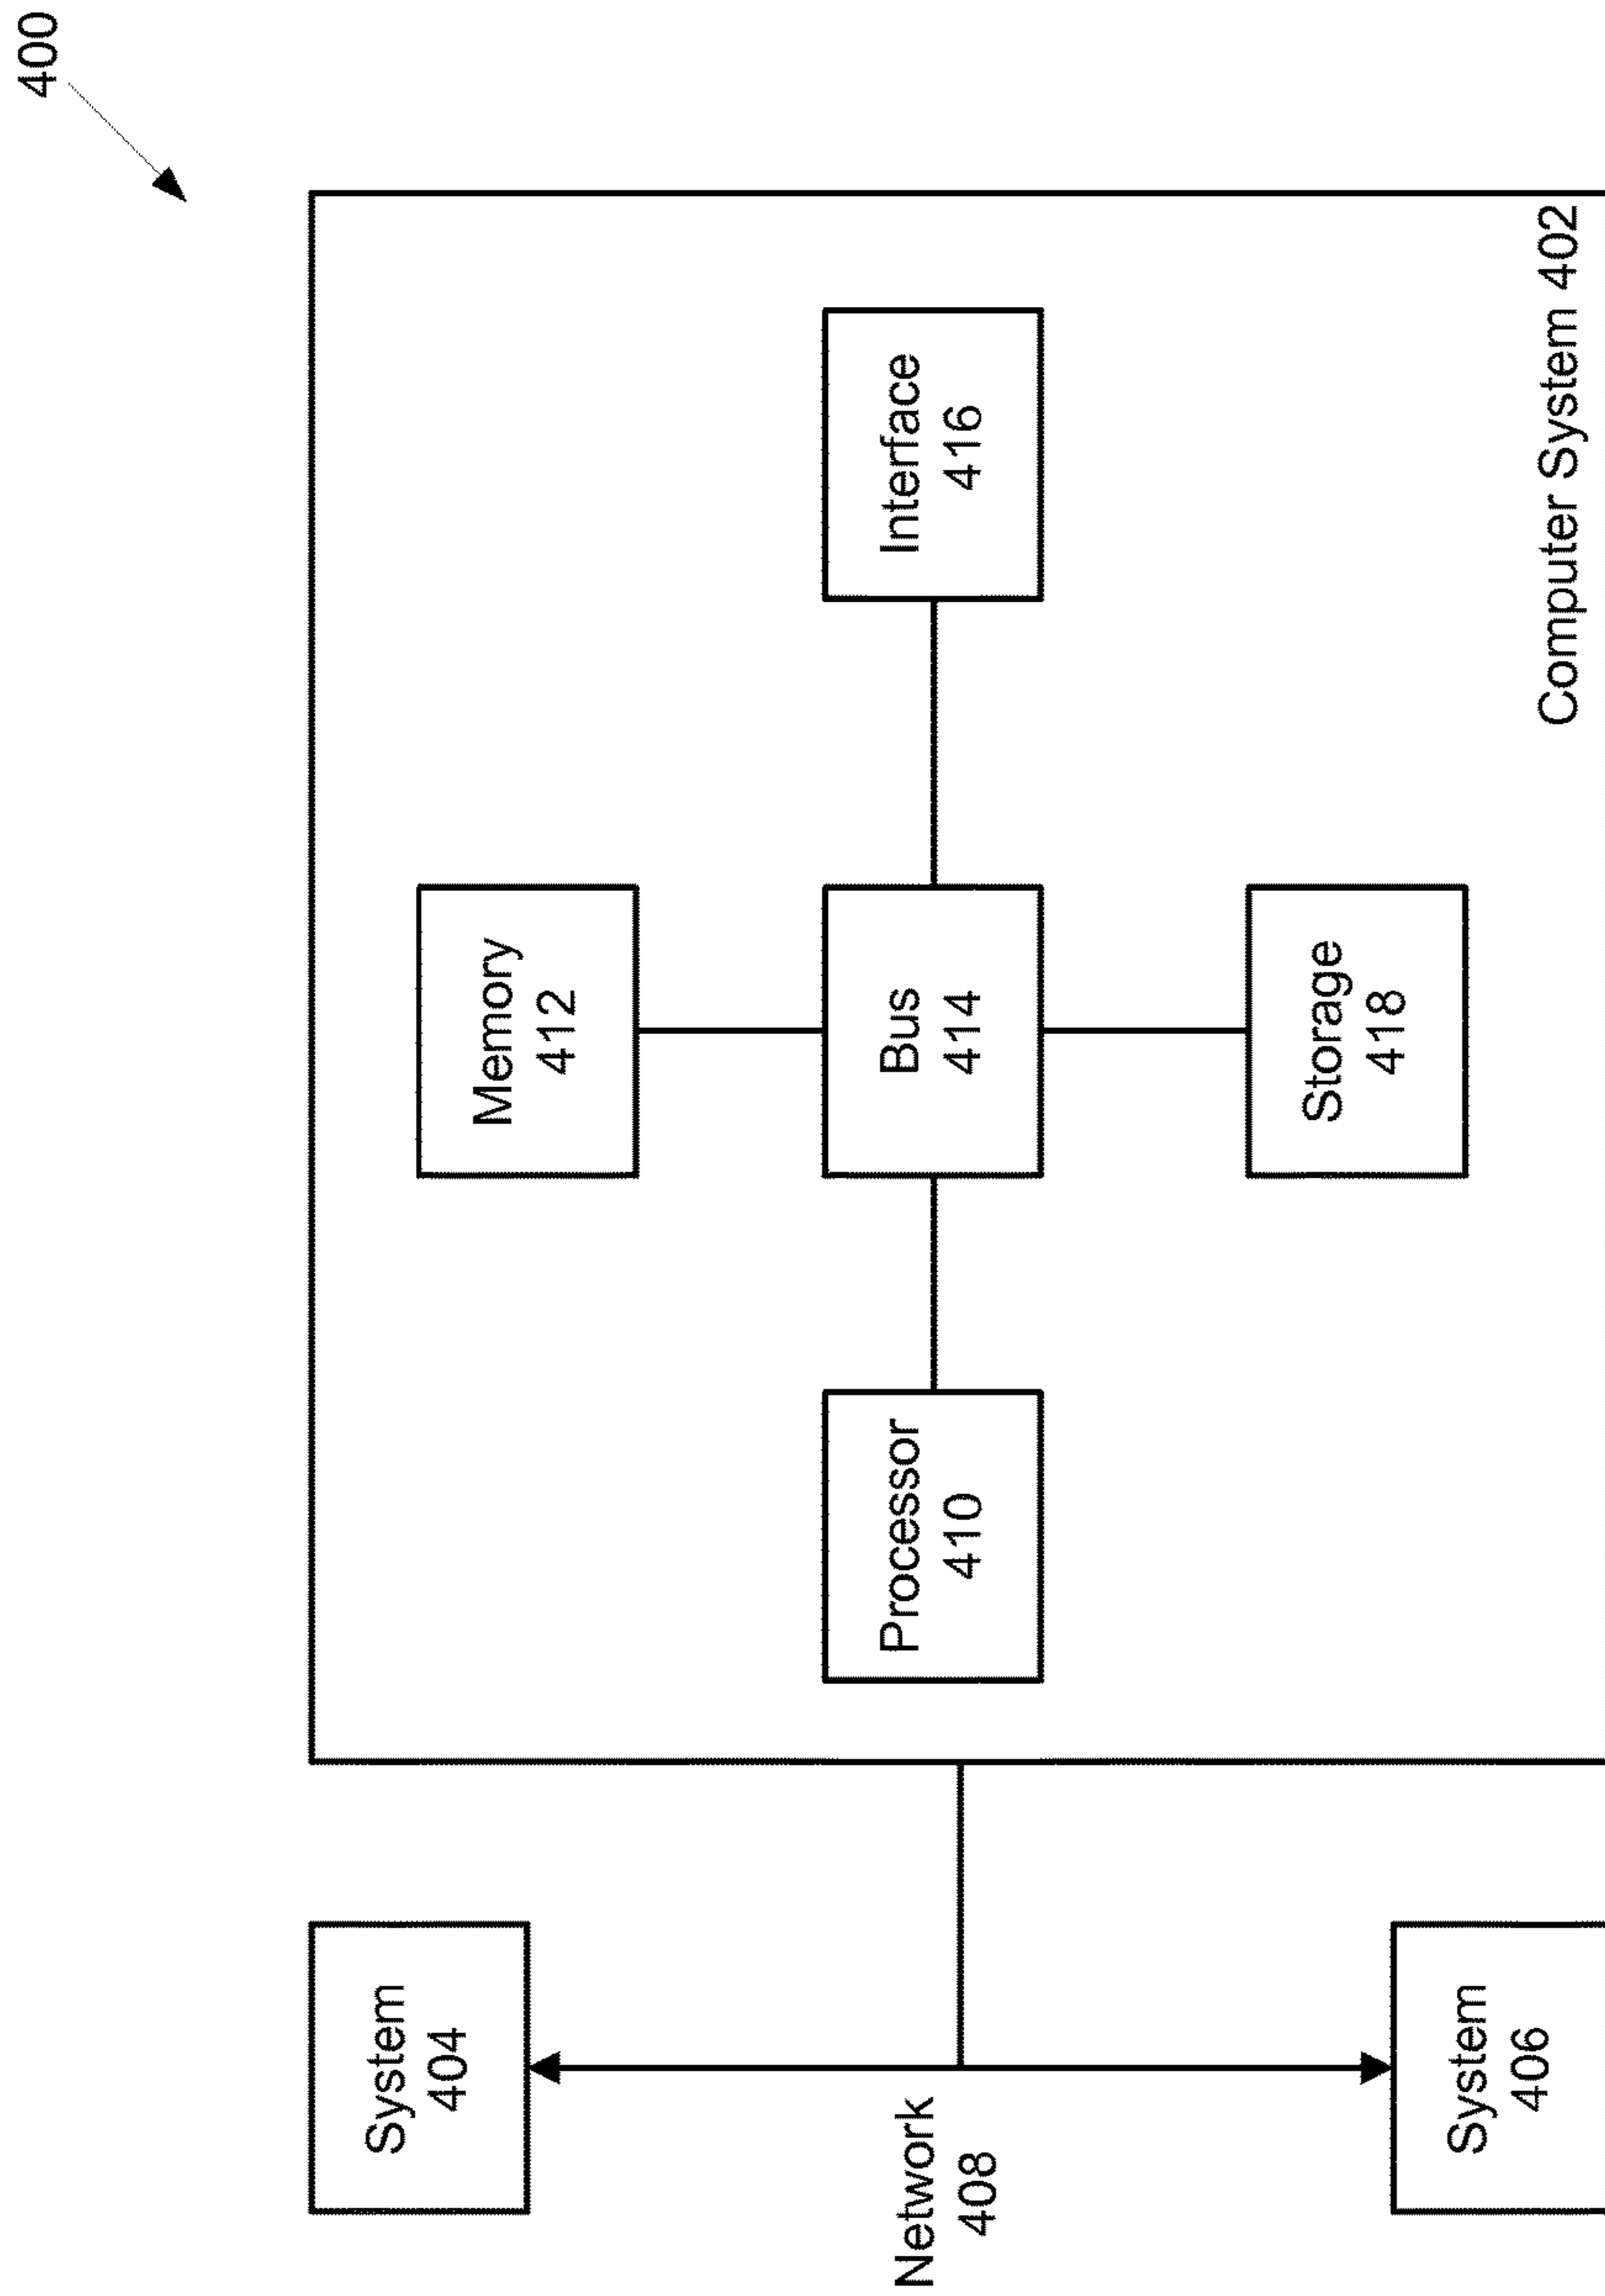 400
System
404
Network
408
System
406
Memory
412
Processor
410
Bus
414
Interface
416
Storage
418
Computer System 402